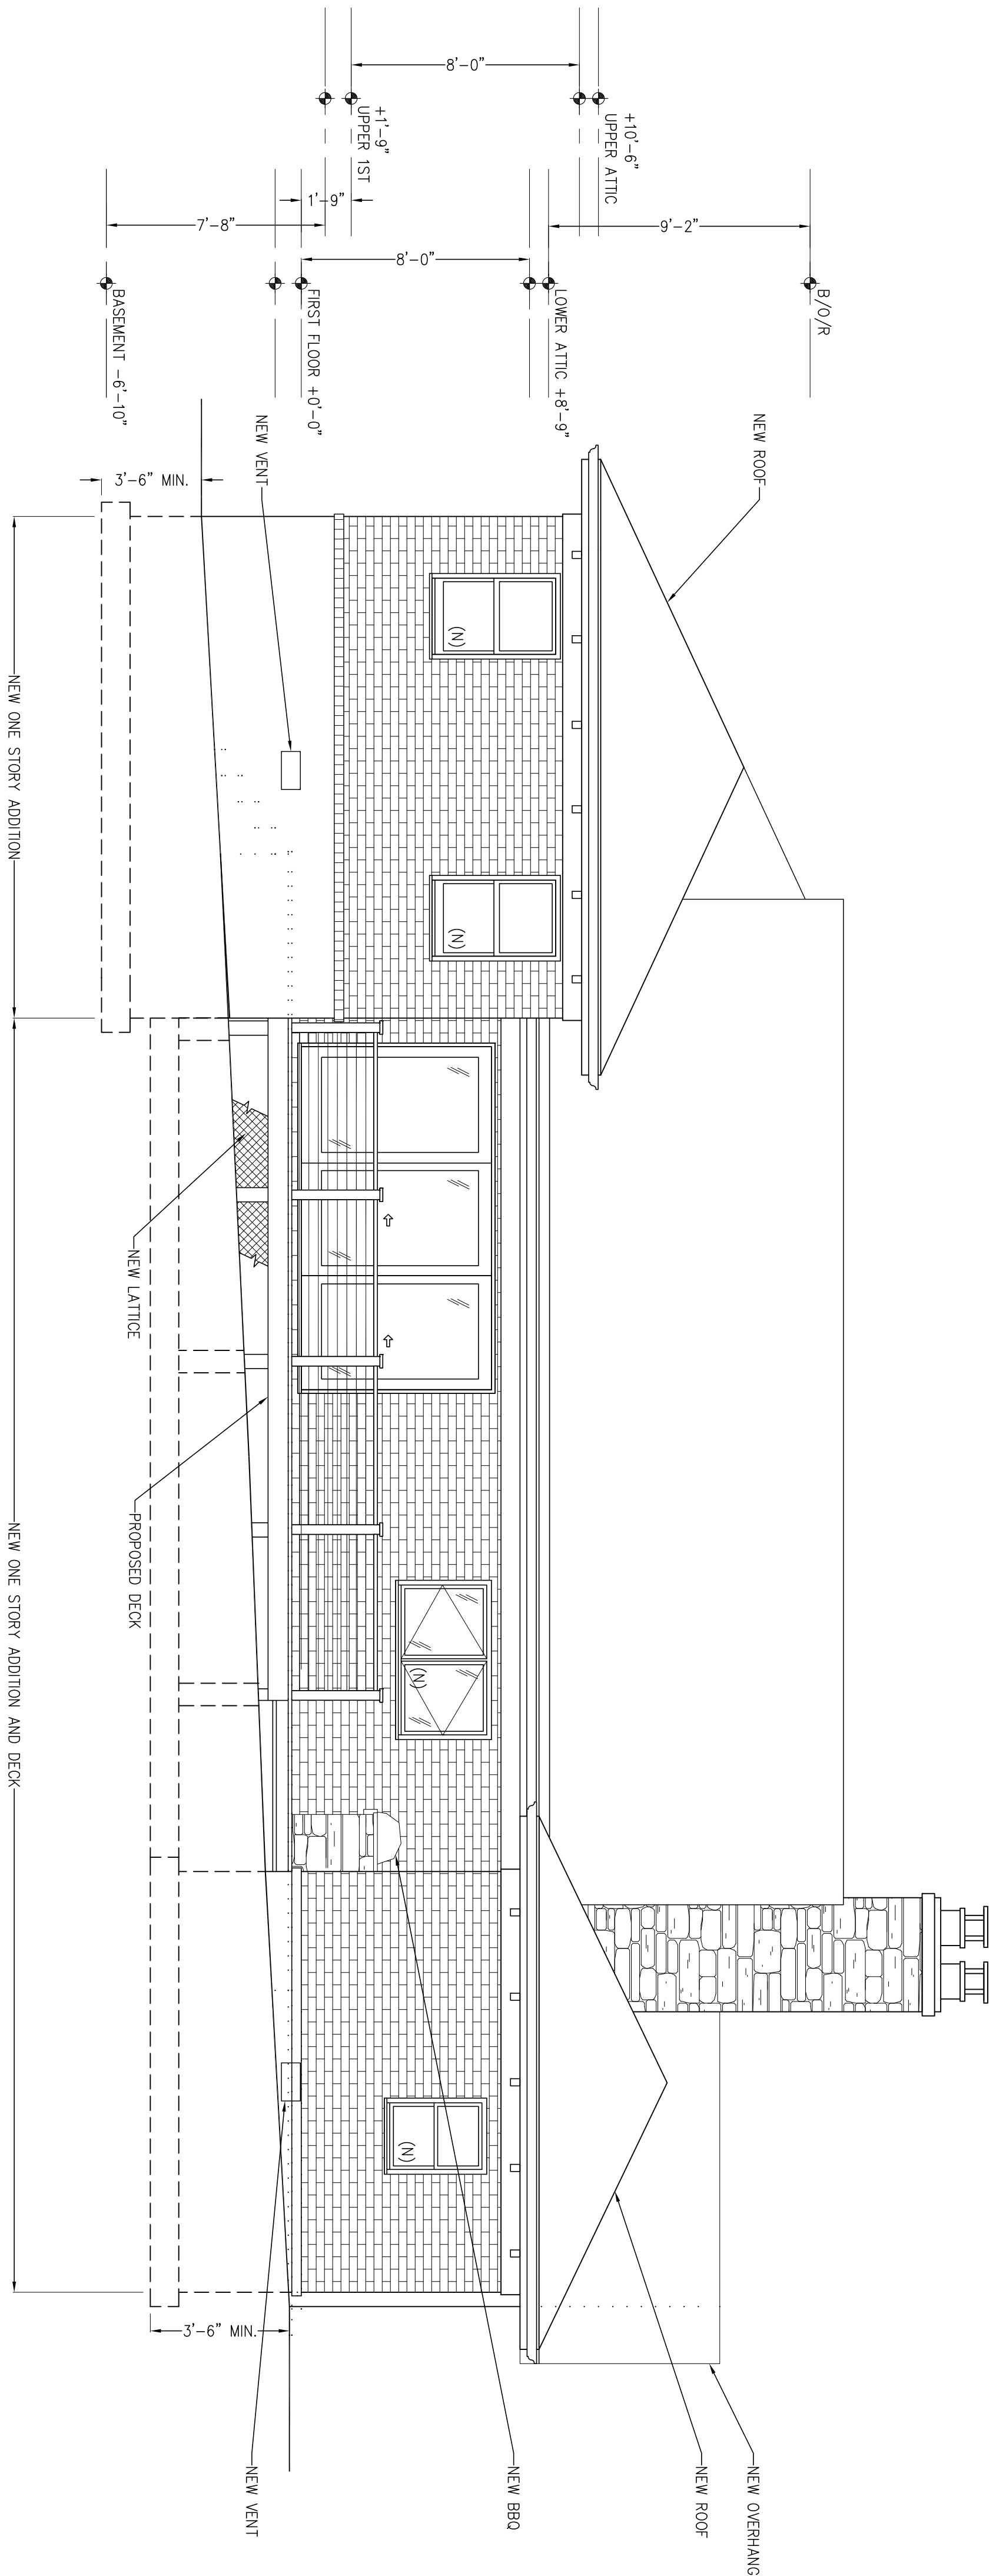 8'-0"
+1'-9"
UPPER 1ST
+10'-6"
UPPER ATTIC
7'-8"
1'-9"
8'-0"
9'-2"
BASEMENT -6'-10"
FIRST FLOOR +0'-0"
LOWER ATTIC +8'-9"
B/O/R
NEW VENT
NEW ROOF
3'-6" MIN.
(N)
(N)
NEW ONE STORY ADDITION
NEW LATTICE
PROPOSED DECK
(N)
NEW ONE STORY ADDITION AND DECK
(N)
3'-6" MIN.
NEW VENT
NEW BBQ
NEW ROOF
NEW OVERHANG